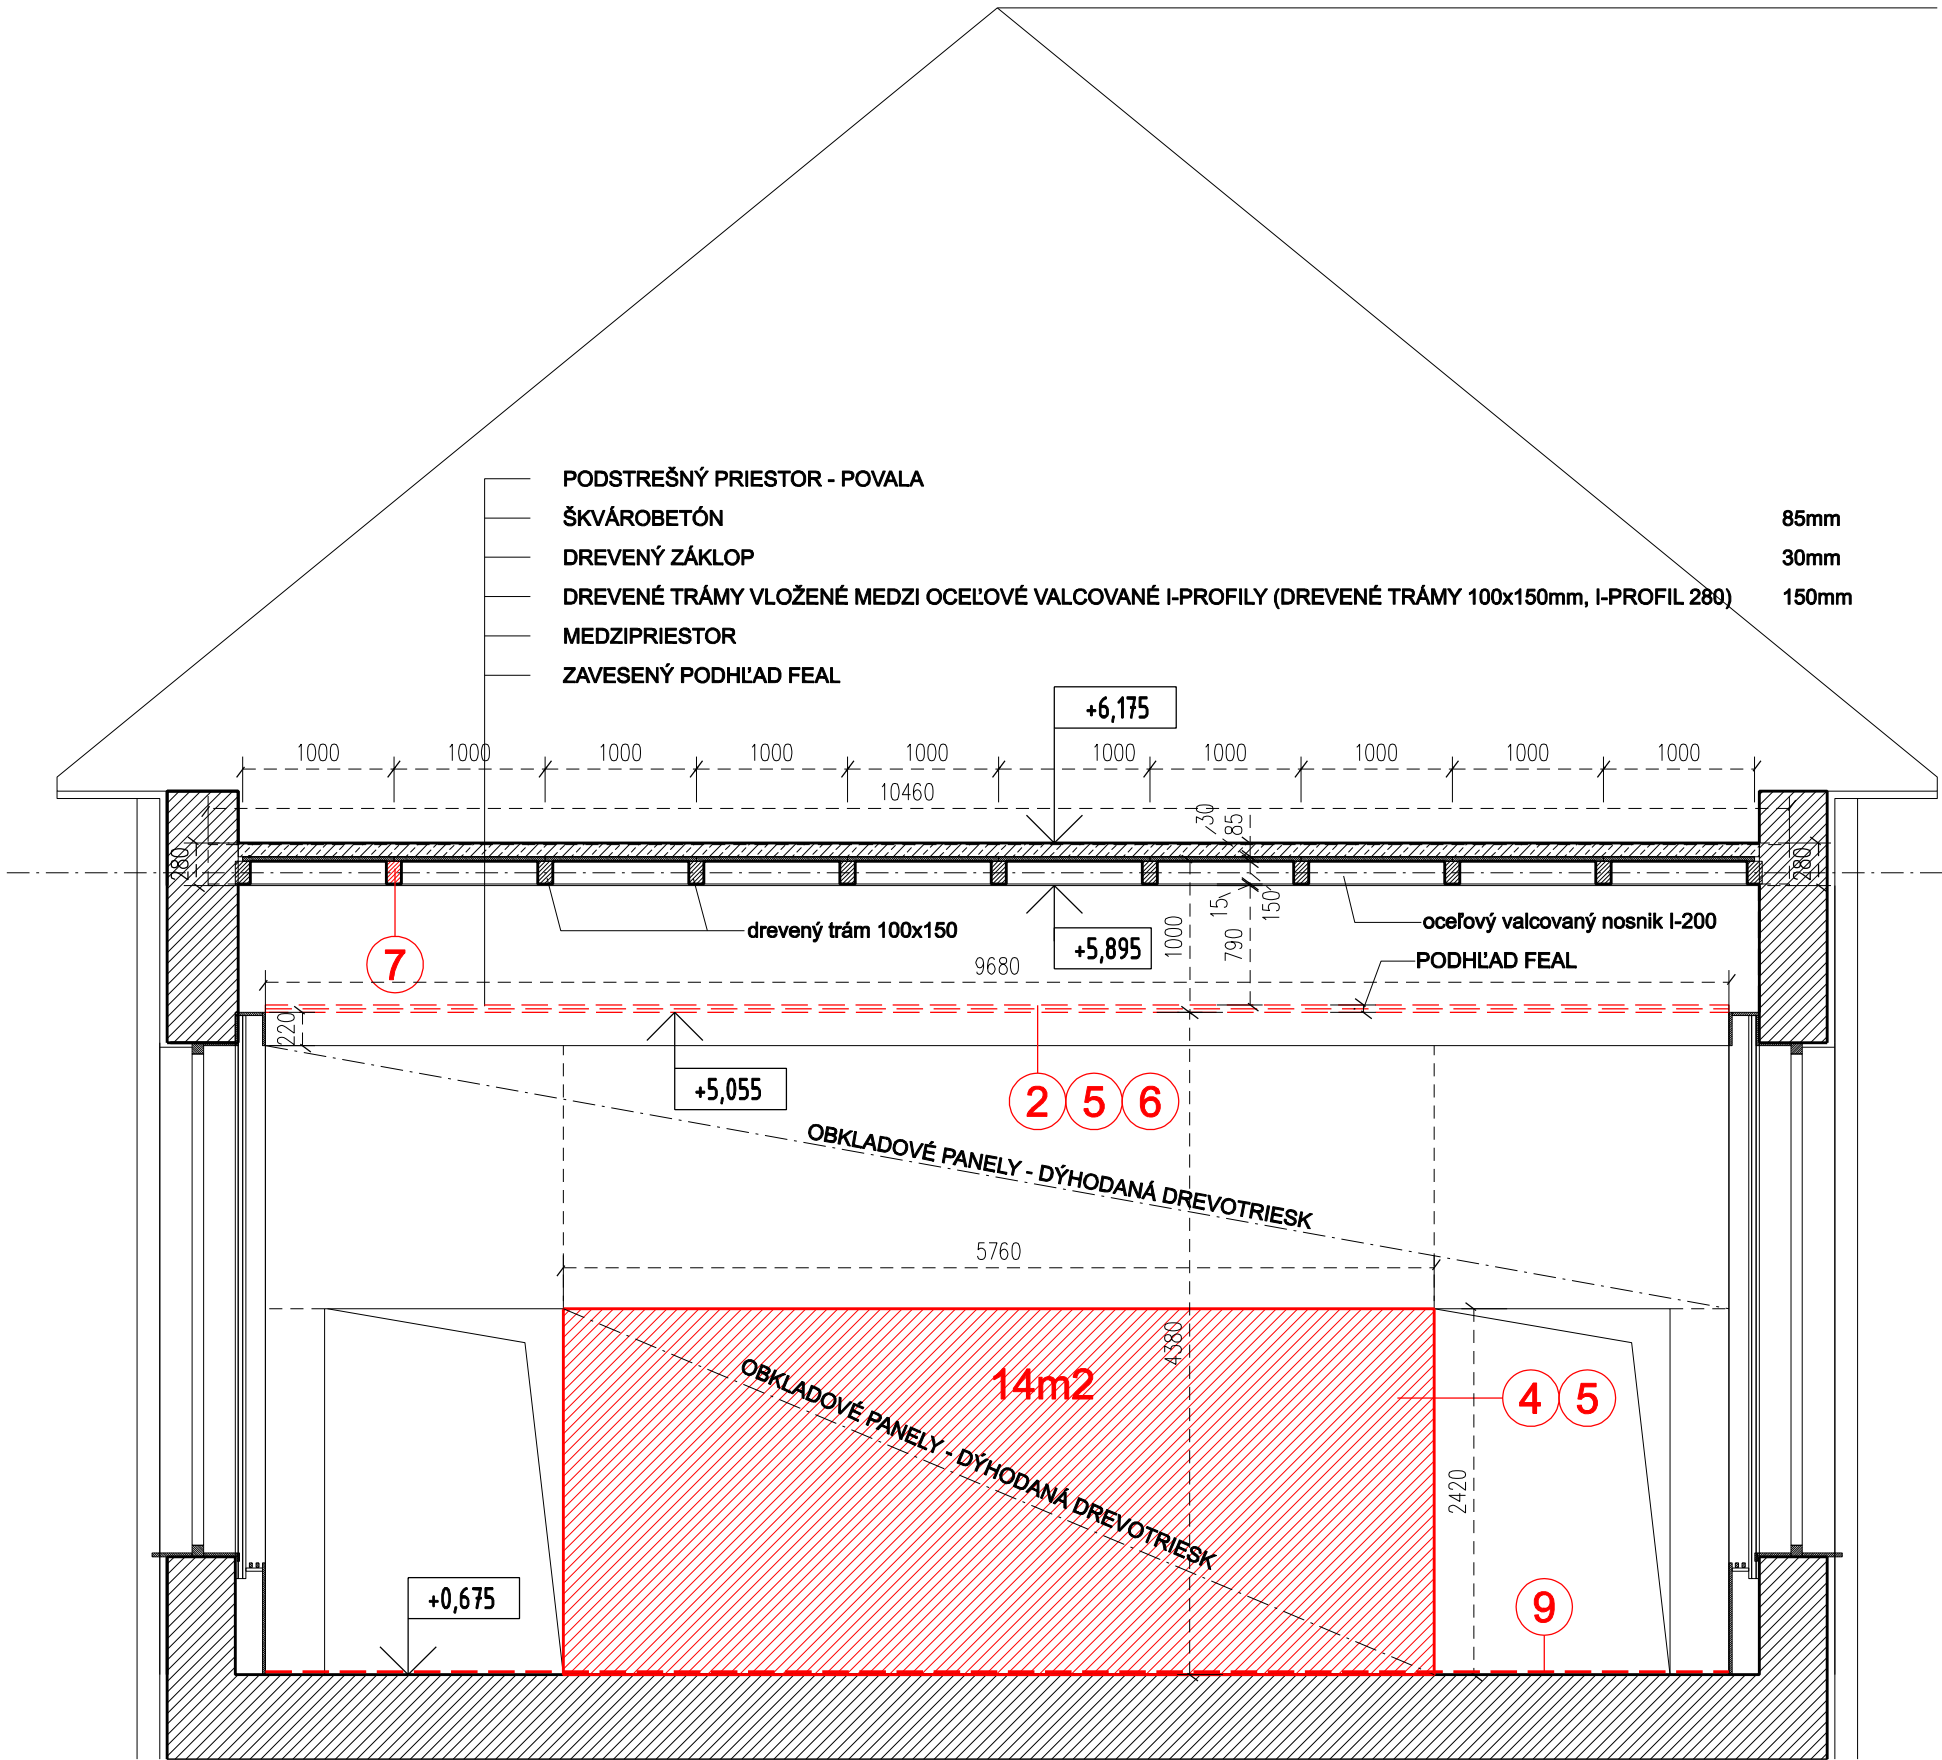 PODSTREŠNÝ PRIESTOR - POVALA
ŠKVÁROBETÓN 85mm
DREVENÝ ZÁKLOP 30mm
DREVENÉ TRÁMY VLOŽENÉ MEDZI OCEĽOVÉ VALCOVANÉ I-PROFILY (DREVENÉ TRÁMY 100x150mm, I-PROFIL 280) 150mm
MEDZIPRIESTOR
ZAVESENÝ PODHĽAD FEAL
+6,175
1000 1000 1000 1000 1000 1000 1000 1000 1000 1000
10460
30 85
280 280
15 150
drevený trám 100x150
oceľový valcovaný nosnik I-200
7
1000 790
+5,895
PODHĽAD FEAL
9680
220
+5,055
2 5 6
OBKLADOVÉ PANELY - DÝHODANÁ DREVOTRIESK
5760
4380
14m2
OBKLADOVÉ PANELY - DÝHODANÁ DREVOTRIESK
4 5
2420
+0,675
9